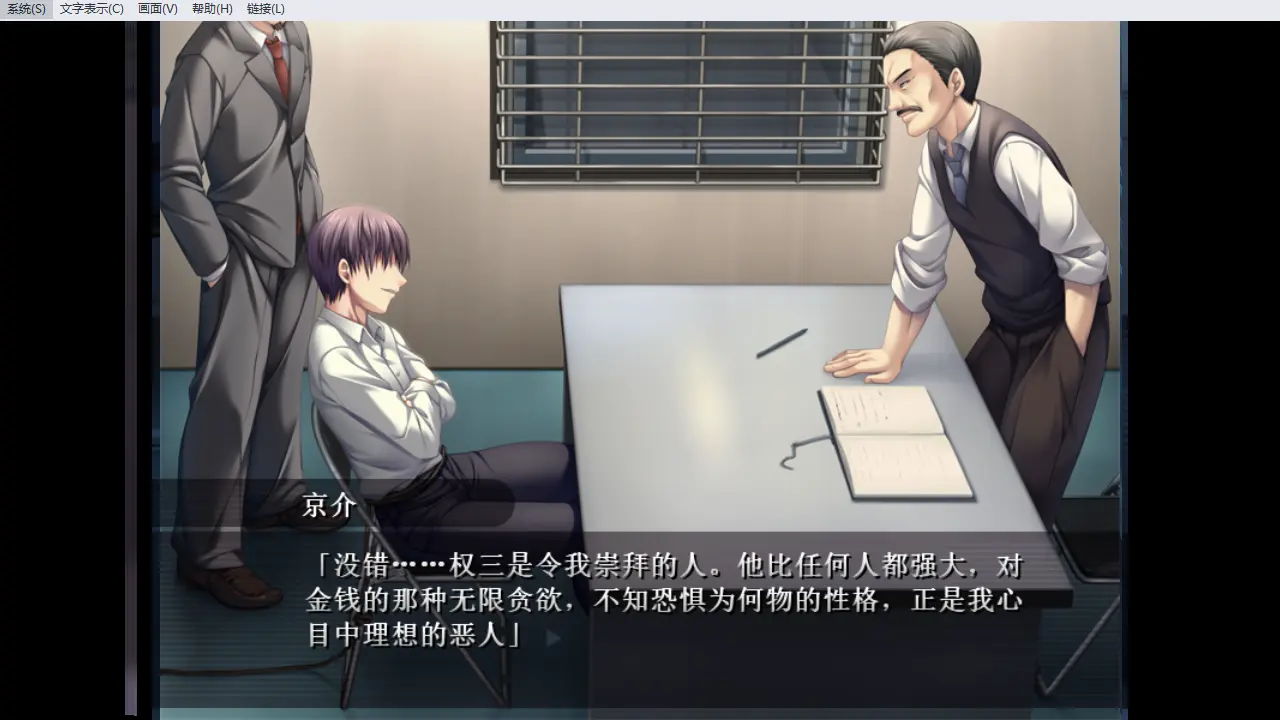 系统(S) 文字表示(C) 画面(V) 帮助(H) 链接(L)
京介
「没错……权三是令我崇拜的人。他比任何人都强大，对
金钱的那种无限贪欲，不知恐惧为何物的性格，正是我心
目中理想的恶人」